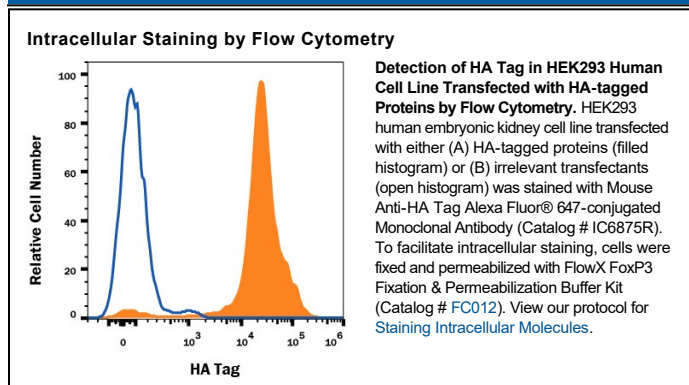 Intracellular Staining by Flow Cytometry
Relative Cell Number
100
80
60
40
20
0
0
10³
10⁴
10⁵
10⁶
HA Tag
Detection of HA Tag in HEK293 Human
Cell Line Transfected with HA-tagged
Proteins by Flow Cytometry. HEK293
human embryonic kidney cell line transfected
with either (A) HA-tagged proteins (filled
histogram) or (B) irrelevant transfectants
(open histogram) was stained with Mouse
Anti-HA Tag Alexa Fluor® 647-conjugated
Monoclonal Antibody (Catalog # IC6875R).
To facilitate intracellular staining, cells were
fixed and permeabilized with FlowX FoxP3
Fixation & Permeabilization Buffer Kit
(Catalog # FC012). View our protocol for
Staining Intracellular Molecules.